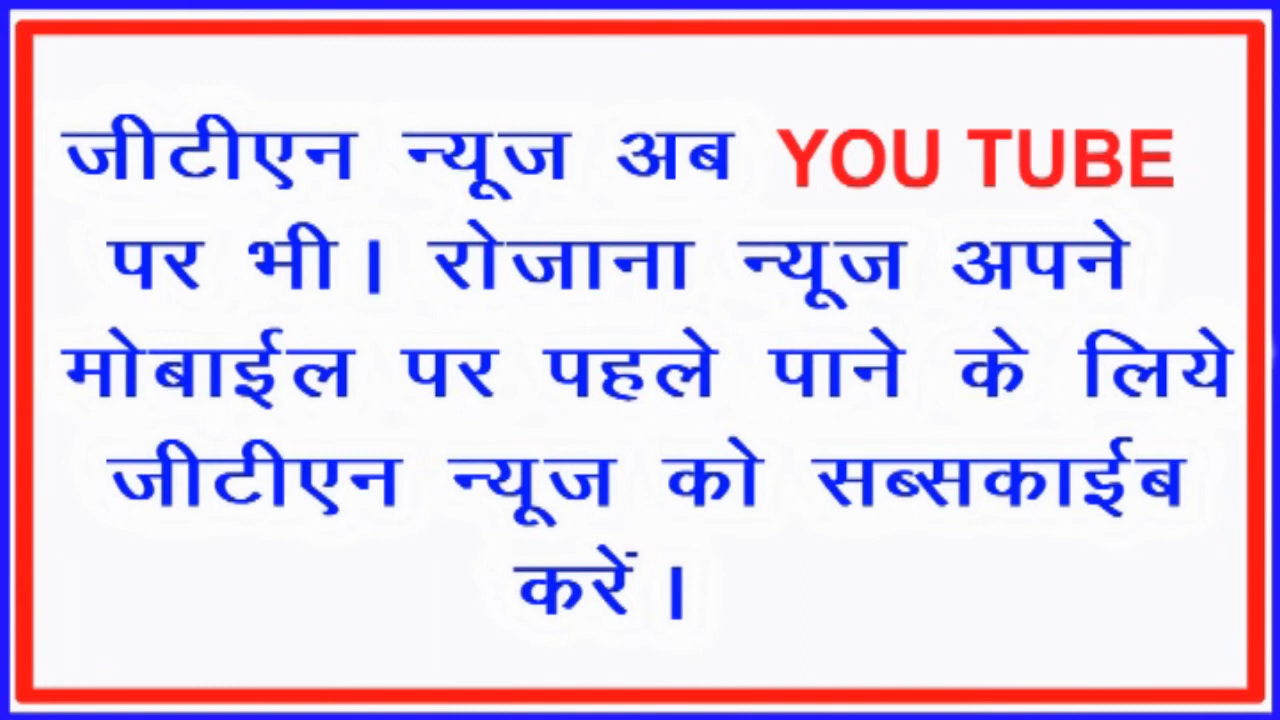 जीटीएन न्यूज अब YOU TUBE
पर भी। रोजाना न्यूज अपने
मोबाईल पर पहले पाने के लिये
जीटीएन न्यूज को सब्सकाईब
करें।